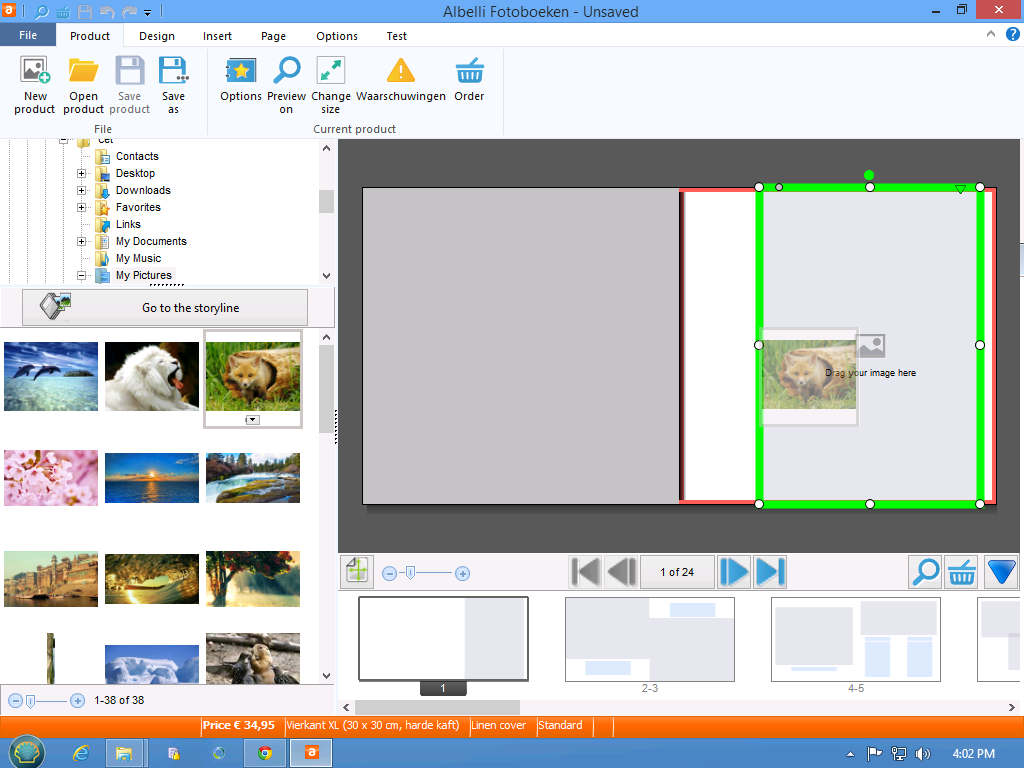 Albelli Fotoboeken - Unsaved
File Product Design Insert Page Options Test
New product
Open product
Save product
Save as
Options
Preview on
Change size
Waarschuwingen
Order
File
Current product
Cet
Contacts
Desktop
Downloads
Favorites
Links
My Documents
My Music
My Pictures
Go to the storyline
Drag your image here
1 of 24
1
2-3
4-5
1-38 of 38
Price € 34,95 Vierkant XL (30 x 30 cm, harde kaft) Linen cover Standard
4:02 PM